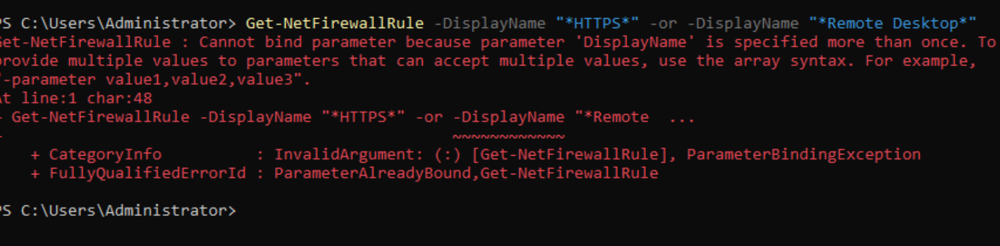 PS C:\Users\Administrator> Get-NetFirewallRule -DisplayName "*HTTPS*" -or -DisplayName "*Remote Desktop*"
Get-NetFirewallRule : Cannot bind parameter because parameter 'DisplayName' is specified more than once. To
provide multiple values to parameters that can accept multiple values, use the array syntax. For example,
"-parameter value1,value2,value3".
At line:1 char:48
+ Get-NetFirewallRule -DisplayName "*HTTPS*" -or -DisplayName "*Remote  ...
+                                                ~~~~~~~~~~~~
    + CategoryInfo          : InvalidArgument: (:) [Get-NetFirewallRule], ParameterBindingException
    + FullyQualifiedErrorId : ParameterAlreadyBound,Get-NetFirewallRule
PS C:\Users\Administrator>